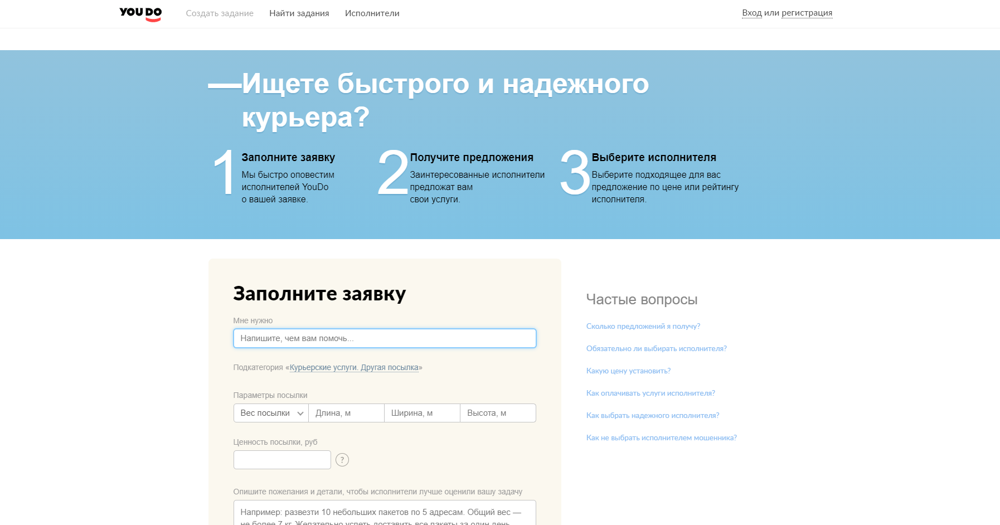 YOU DO
Создать задание Найти задания Исполнители
Вход или регистрация
—Ищете быстрого и надежного
курьера?
1
Заполните заявку
Мы быстро оповестим
исполнителей YouDo
о вашей заявке.
2
Получите предложения
Заинтересованные исполнители
предложат вам
свои услуги.
3
Выберите исполнителя
Выберите подходящее для вас
предложение по цене или рейтингу
исполнителя.
Заполните заявку
Мне нужно
Напишите, чем вам помочь...
Подкатегория «Курьерские услуги. Другая посылка»
Параметры посылки
Вес посылки Длина, м Ширина, м Высота, м
Ценность посылки, руб
?
Опишите пожелания и детали, чтобы исполнители лучше оценили вашу задачу
Например: развезти 10 небольших пакетов по 5 адресам. Общий вес —
не более 7 кг. Желательно успеть доставить все пакеты за один день.
Частые вопросы
Сколько предложений я получу?
Обязательно ли выбирать исполнителя?
Какую цену установить?
Как оплачивать услуги исполнителя?
Как выбрать надежного исполнителя?
Как не выбрать исполнителем мошенника?